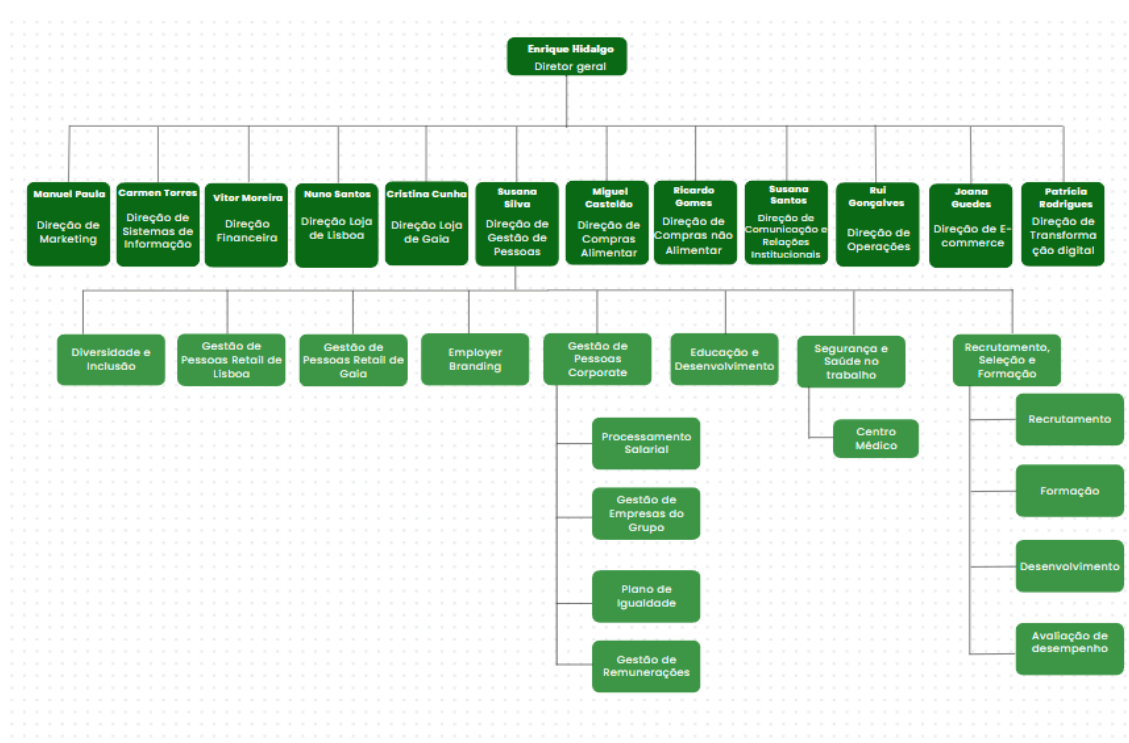 Enrique Hidalgo
Diretor geral
Manuel Paula
Direção de
Marketing
Carmen Torres
Direção de
Sistemas de
Informação
Vitor Moreira
Direção
Financeira
Nuno Santos
Direção Loja
de Lisboa
Cristina Cunha
Direção Loja
de Gaia
Susana
Silva
Direção de
Gestão de
Pessoas
Miguel
Castelão
Direção de
Compras
Alimentar
Ricardo
Gomes
Direção de
Compras não
Alimentar
Susana
Santos
Direção de
Comunicação e
Relações
Institucionais
Rui
Gonçalves
Direção de
Operações
Joana
Guedes
Direção de E-
commerce
Patrícia
Rodrigues
Direção de
Transforma
ção digital
Diversidade e
Inclusão
Gestão de
Pessoas Retail de
Lisboa
Gestão de
Pessoas Retail de
Gaia
Employer
Branding
Gestão de
Pessoas
Corporate
Educação e
Desenvolvimento
Segurança e
Saúde no
trabalho
Recrutamento,
Seleção e
Formação
Processamento
Salarial
Gestão de
Empresas do
Grupo
Plano de
Igualdade
Gestão de
Remunerações
Centro
Médico
Recrutamento
Formação
Desenvolvimento
Avaliação de
desempenho